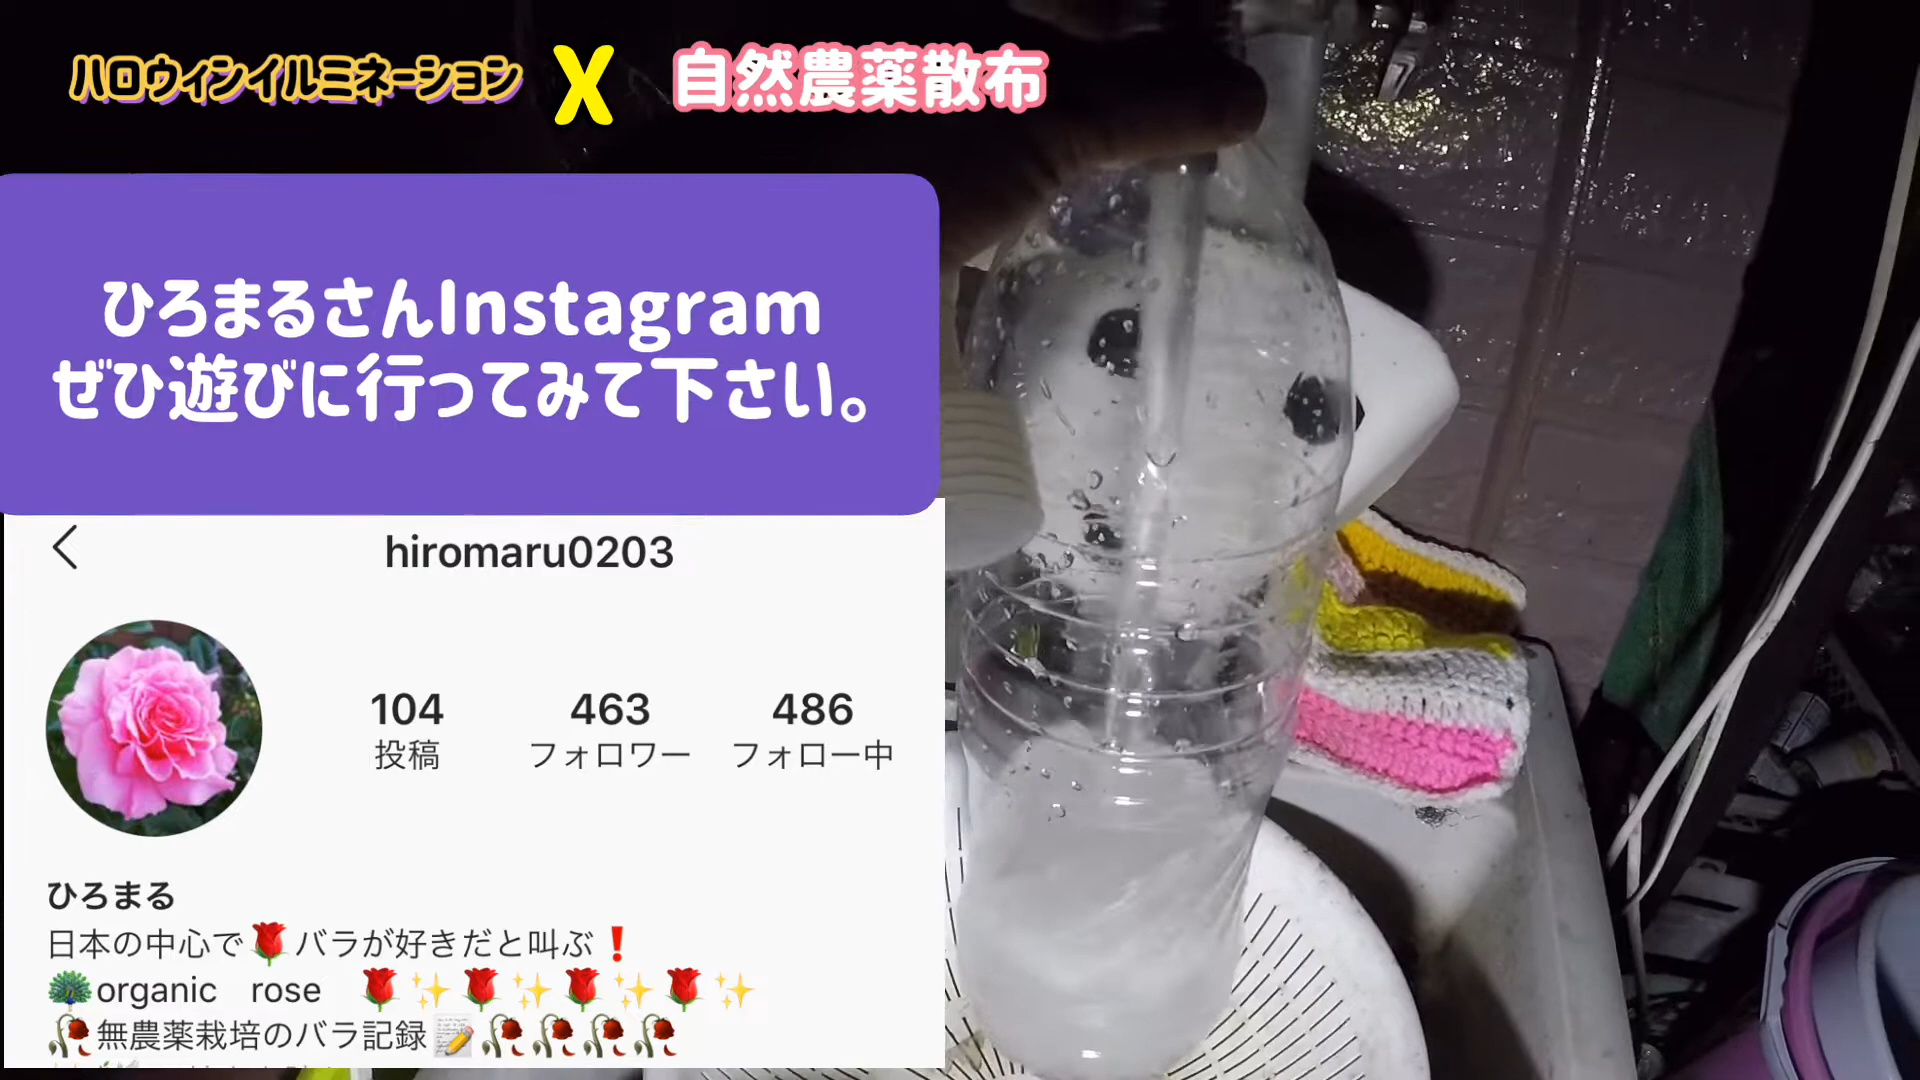 ハロウィンイルミネーション X 自然農薬散布
ひろまるさんInstagram
ぜひ遊びに行ってみて下さい。
hiromaru0203
104 463 486
投稿 フォロワー フォロー中
ひろまる
日本の中心で🌹バラが好きだと叫ぶ❗
🦚organic rose 🌹✨🌹✨🌹✨🌹✨
🥀無農薬栽培のバラ記録📝🥀🥀🥀🥀